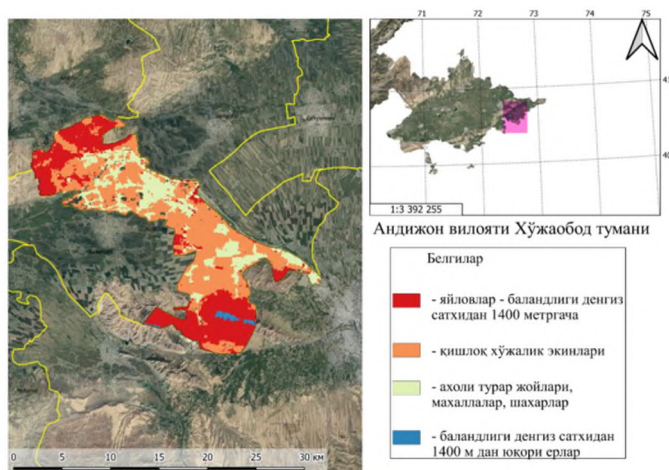 71 72 73 74 75
41
40
1:3 392 255
Андижон вилояти Хўжаобод тумани
Белгилар
- яйловлар - баландлиги денгиз
сатхидан 1400 метргача
- қишлоқ хўжалик экинлари
- ахоли турар жойлари,
махаллалар, шахарлар
- баландлиги денгиз сатхидан
1400 м дан юқори ерлар
0 5 10 15 20 25 30 км